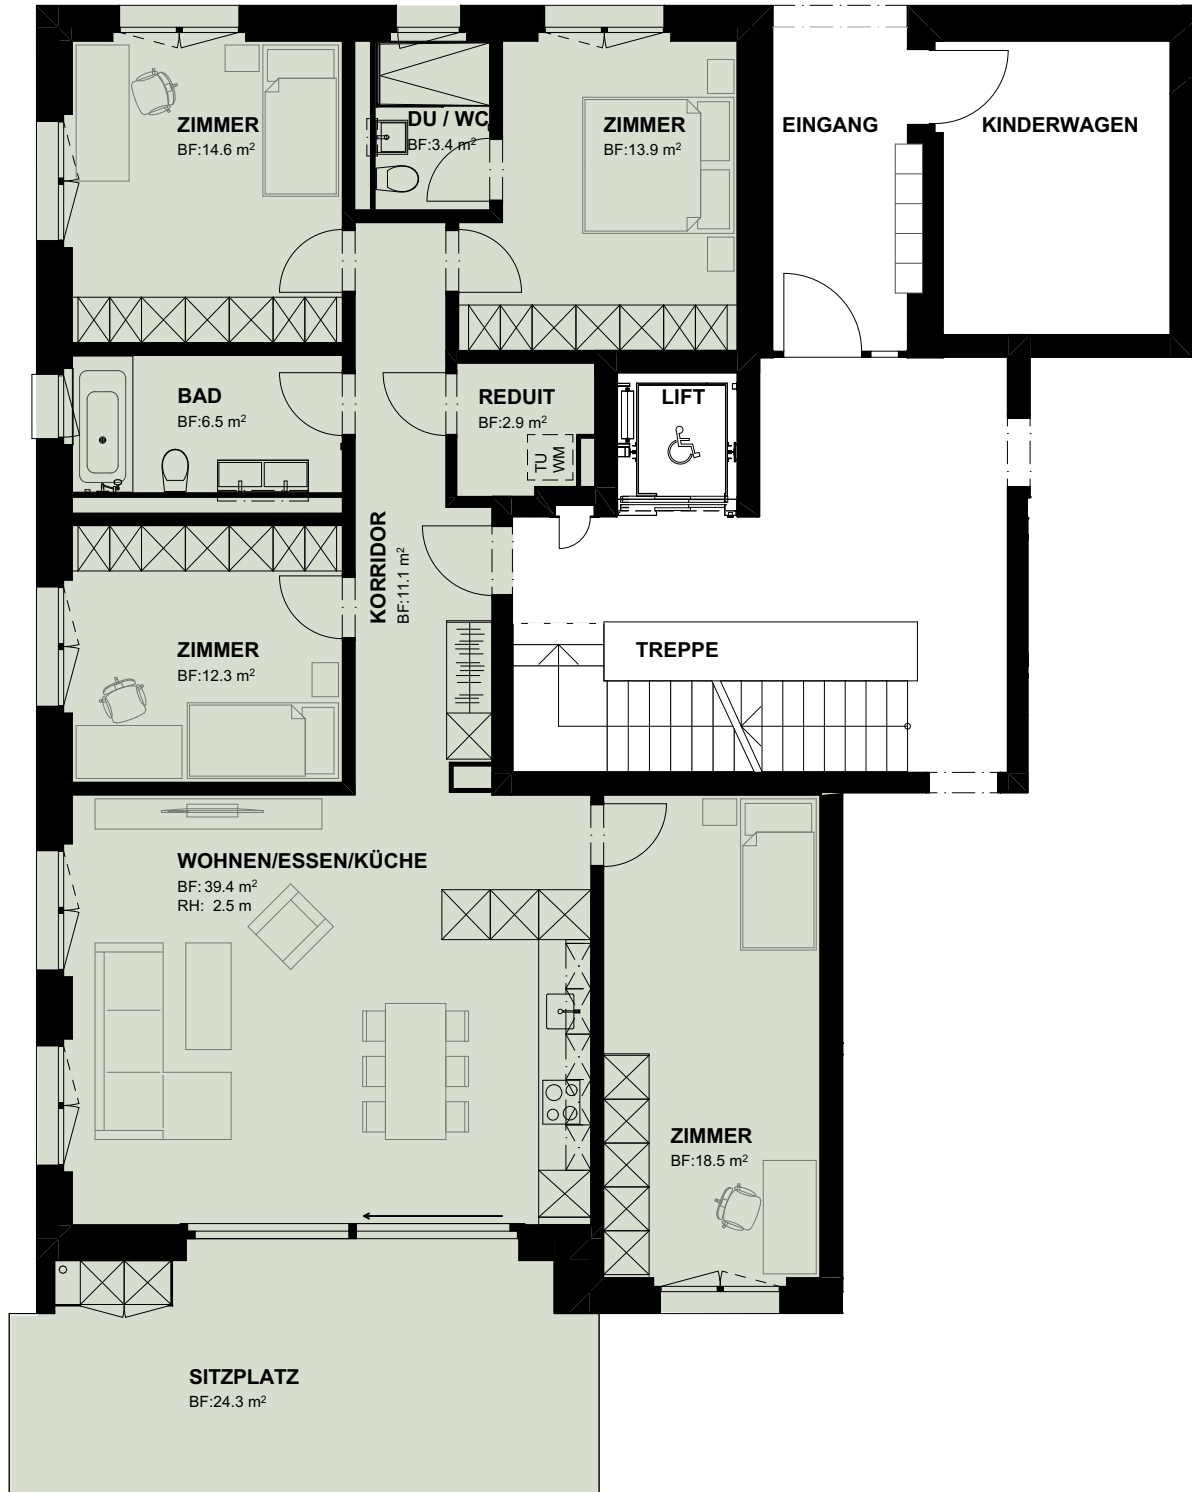 ZIMMER
BF:14.6 m²
DU / WC
BF:3.4 m²
ZIMMER
BF:13.9 m²
EINGANG
KINDERWAGEN
BAD
BF:6.5 m²
REDUIT
BF:2.9 m²
TU
WM
LIFT
KORRIDOR
BF:11.1 m²
ZIMMER
BF:12.3 m²
TREPPE
WOHNEN/ESSEN/KÜCHE
BF: 39.4 m²
RH: 2.5 m
ZIMMER
BF:18.5 m²
SITZPLATZ
BF:24.3 m²